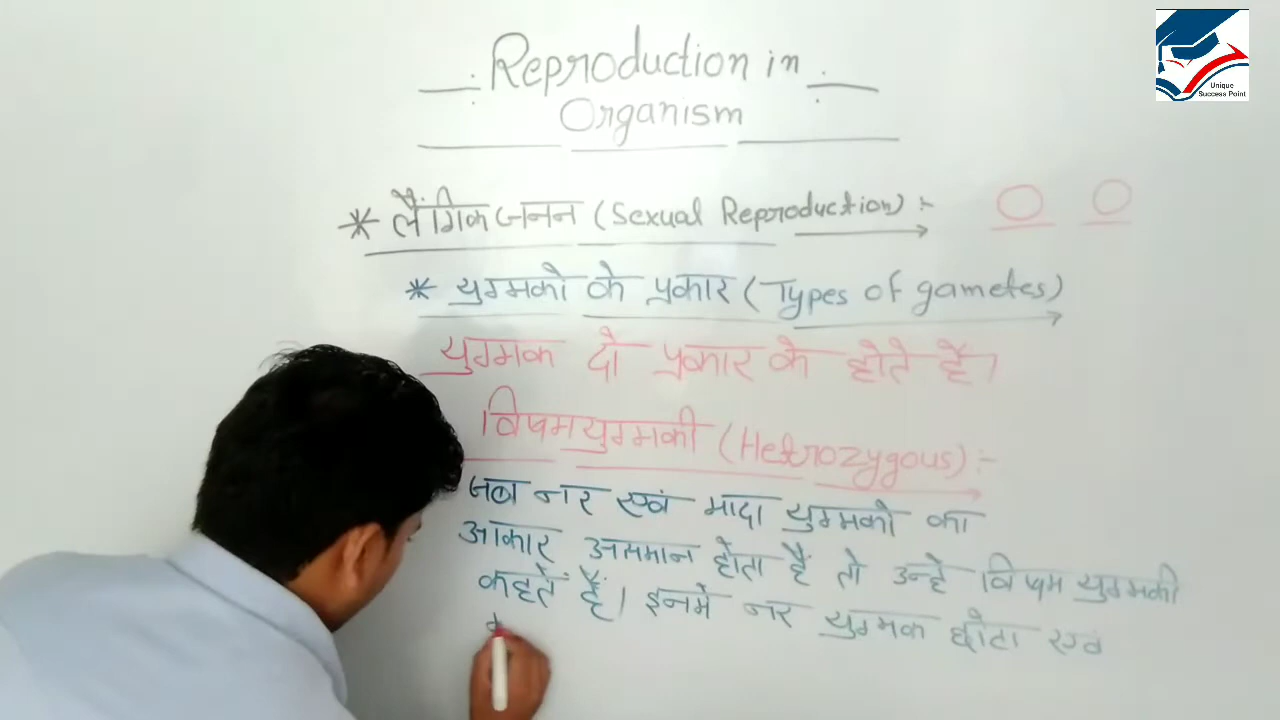 Unique
Success Point
Reproduction in
Organism
* लैंगिक जनन (Sexual Reproduction) :-
* युग्मको के प्रकार (Types of gametes)
युग्मक दो प्रकार के होते है।
विषमयुग्मकी (Hetrozygous) :-
जब नर एवं मादा युग्मको का
आकार असमान होता हैं तो उन्हे विषम युग्मकी
कहते हैं। इनमे नर युग्मक छोटा एवं